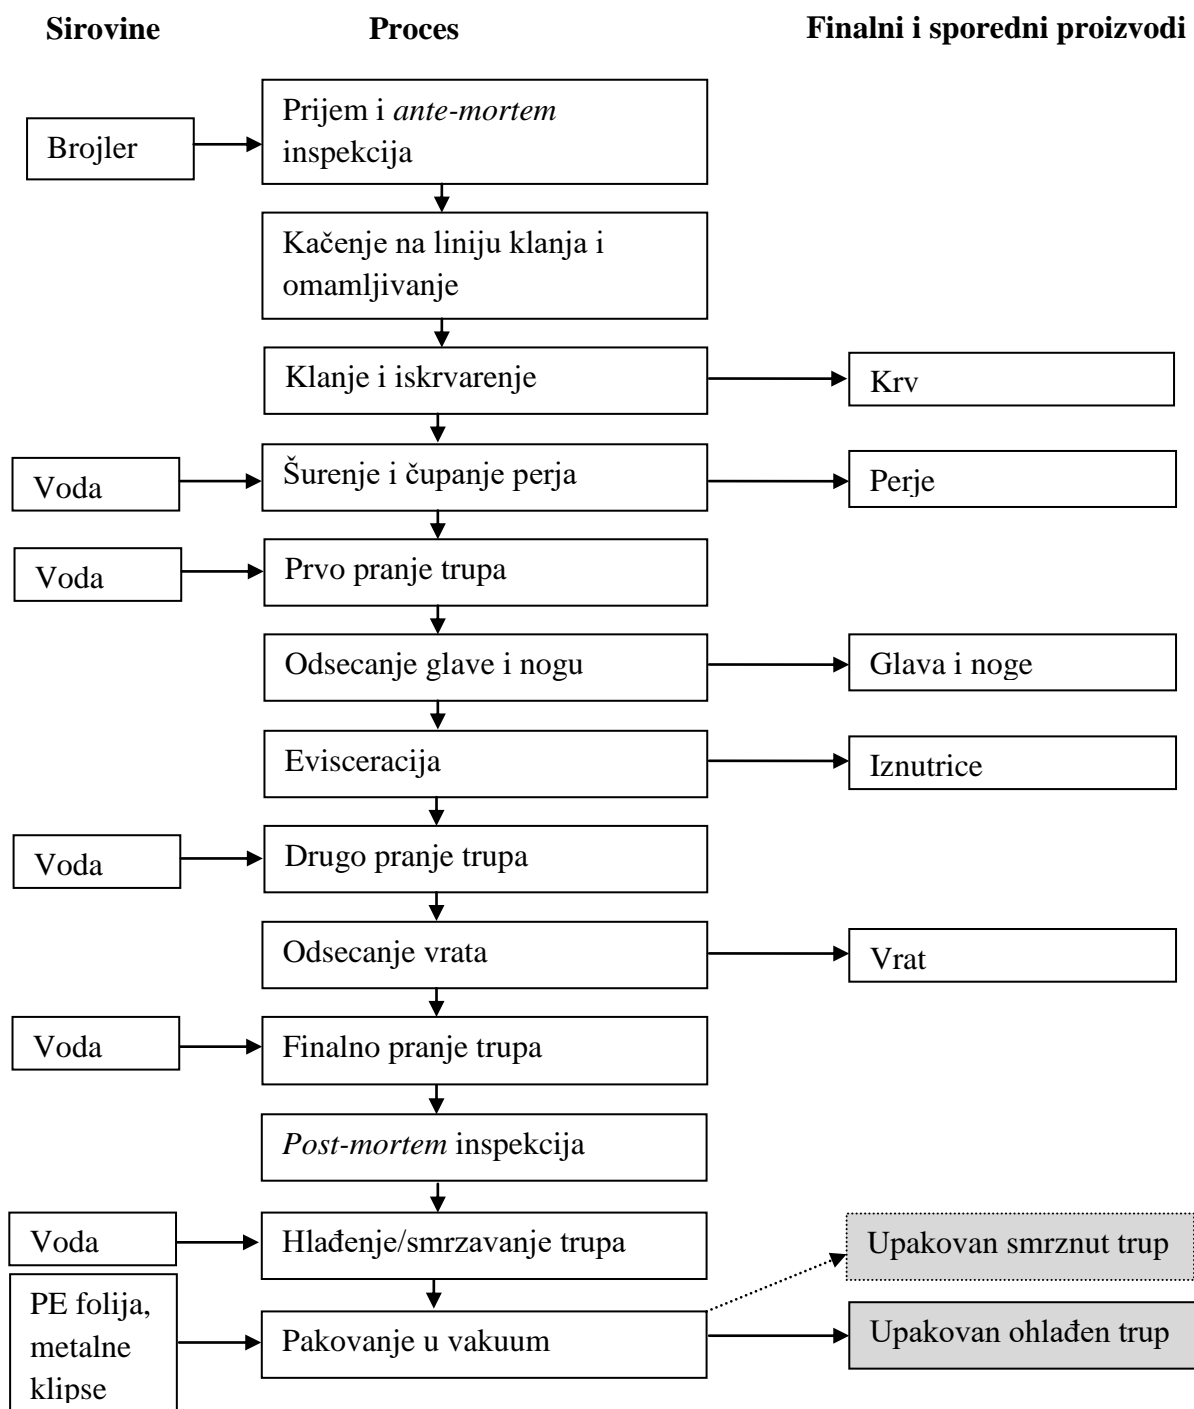 Sirovine Proces Finalni i sporedni proizvodi
Brojler
Prijem i ante-mortem
inspekcija
Kačenje na liniju klanja i
omamljivanje
Klanje i iskrvarenje
Krv
Voda
Šurenje i čupanje perja
Perje
Voda
Prvo pranje trupa
Odsecanje glave i nogu
Glava i noge
Evisceracija
Iznutrice
Voda
Drugo pranje trupa
Odsecanje vrata
Vrat
Voda
Finalno pranje trupa
Post-mortem inspekcija
Voda
Hlađenje/smrzavanje trupa
Upakovan smrznut trup
PE folija,
metalne
klipse
Pakovanje u vakuum
Upakovan ohlađen trup